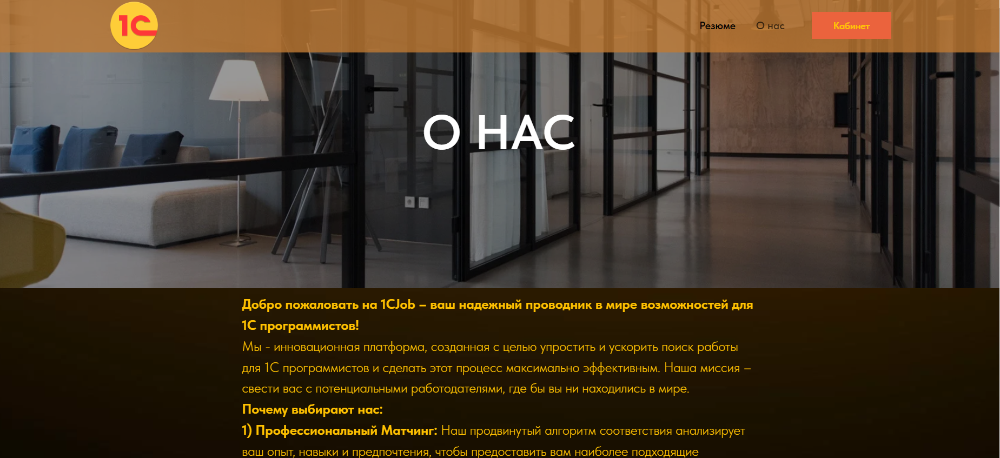 1С
Резюме
О нас
Кабинет
О НАС
Добро пожаловать на 1CJob – ваш надежный проводник в мире возможностей для
1С программистов!
Мы - инновационная платформа, созданная с целью упростить и ускорить поиск работы
для 1С программистов и сделать этот процесс максимально эффективным. Наша миссия –
свести вас с потенциальными работодателями, где бы вы ни находились в мире.
Почему выбирают нас:
1) Профессиональный Матчинг: Наш продвинутый алгоритм соответствия анализирует
ваш опыт, навыки и предпочтения, чтобы предоставить вам наиболее подходящие